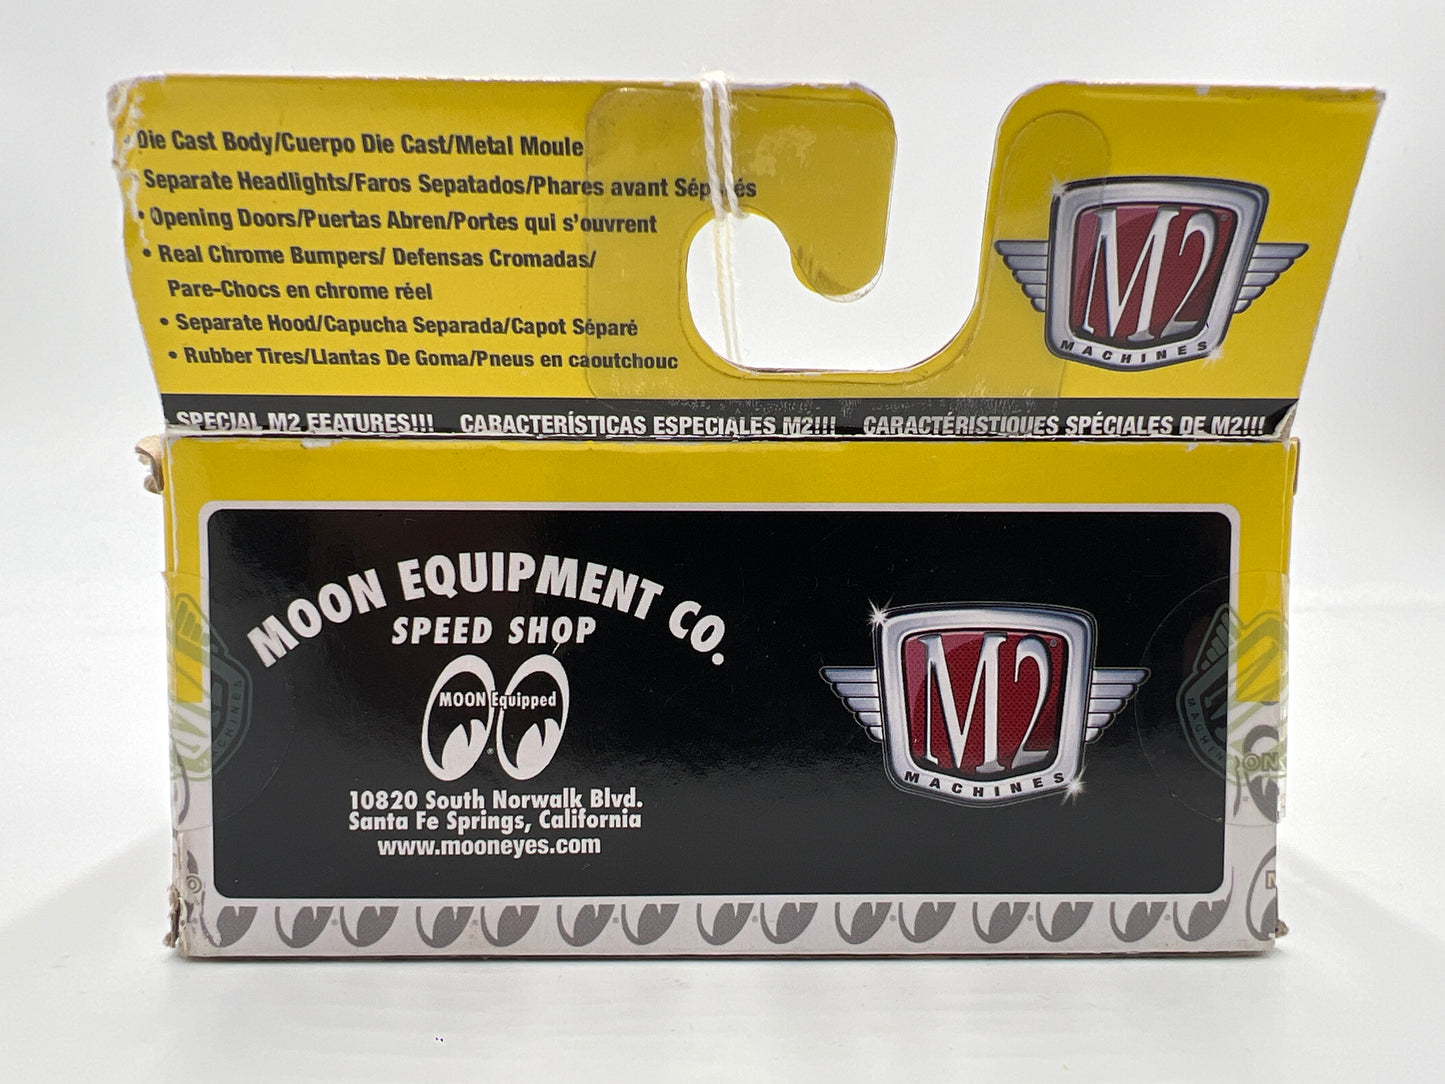 • Die Cast Body/Cuerpo Die Cast/Metal Moule
• Separate Headlights/Faros Sepatados/Phares avant Séparés
• Opening Doors/Puertas Abren/Portes qui s'ouvrent
• Real Chrome Bumpers/ Defensas Cromadas/
Pare-Chocs en chrome réel
• Separate Hood/Capucha Separada/Capot Séparé
• Rubber Tires/Llantas De Goma/Pneus en caoutchouc
M2
MACHINES
SPECIAL M2 FEATURES!!! CARACTERÍSTICAS ESPECIALES M2!!! CARACTÉRISTIQUES SPÉCIALES DE M2!!!
MOON EQUIPMENT CO.
SPEED SHOP
MOON Equipped
10820 South Norwalk Blvd.
Santa Fe Springs, California
www.mooneyes.com
M2
MACHINES
MACHINES